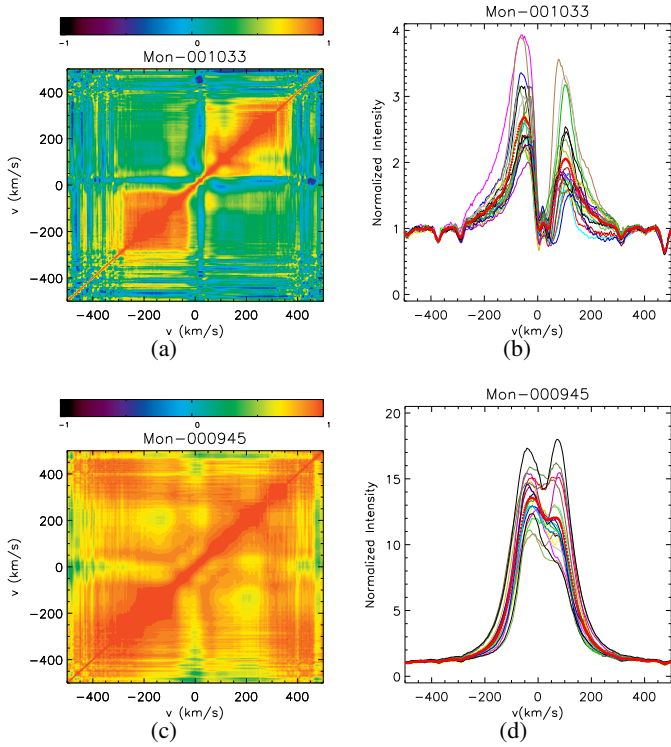 -1 0 1
Mon-001033
v (km/s)
400
200
0
-200
-400
-400 -200 0 200 400
v (km/s)
(a)
Mon-001033
Normalized Intensity
4
3
2
1
0
-400 -200 0 200 400
v(km/s)
(b)
-1 0 1
Mon-000945
v (km/s)
400
200
0
-200
-400
-400 -200 0 200 400
v (km/s)
(c)
Mon-000945
Normalized Intensity
20
15
10
5
0
-400 -200 0 200 400
v(km/s)
(d)